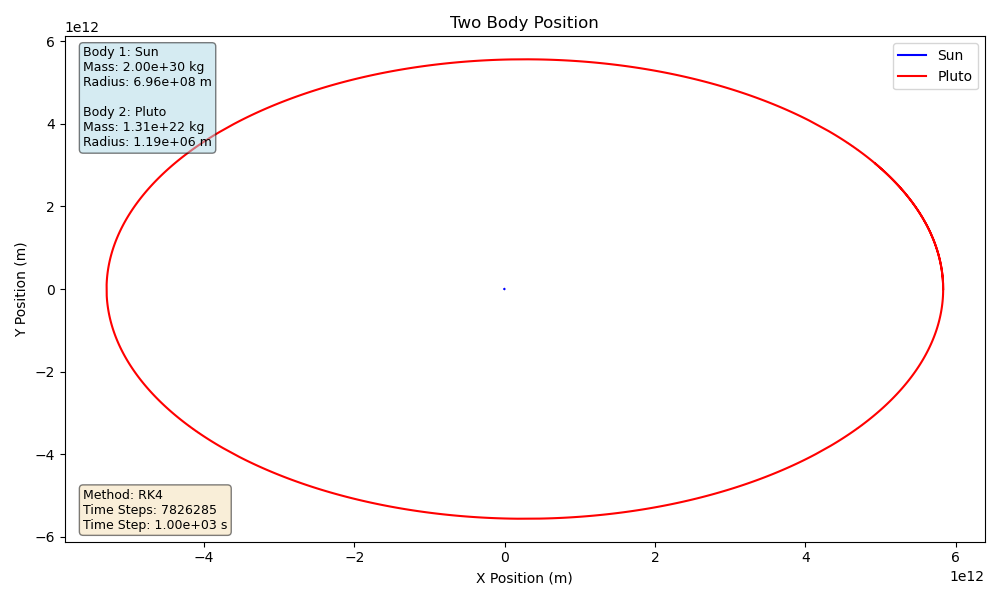 Two Body Position
1e12
Body 1: Sun
Mass: 2.00e+30 kg
Radius: 6.96e+08 m
Body 2: Pluto
Mass: 1.31e+22 kg
Radius: 1.19e+06 m
Sun
Pluto
6
4
2
0
−2
−4
−6
Y Position (m)
Method: RK4
Time Steps: 7826285
Time Step: 1.00e+03 s
−4
−2
0
2
4
6
X Position (m)
1e12